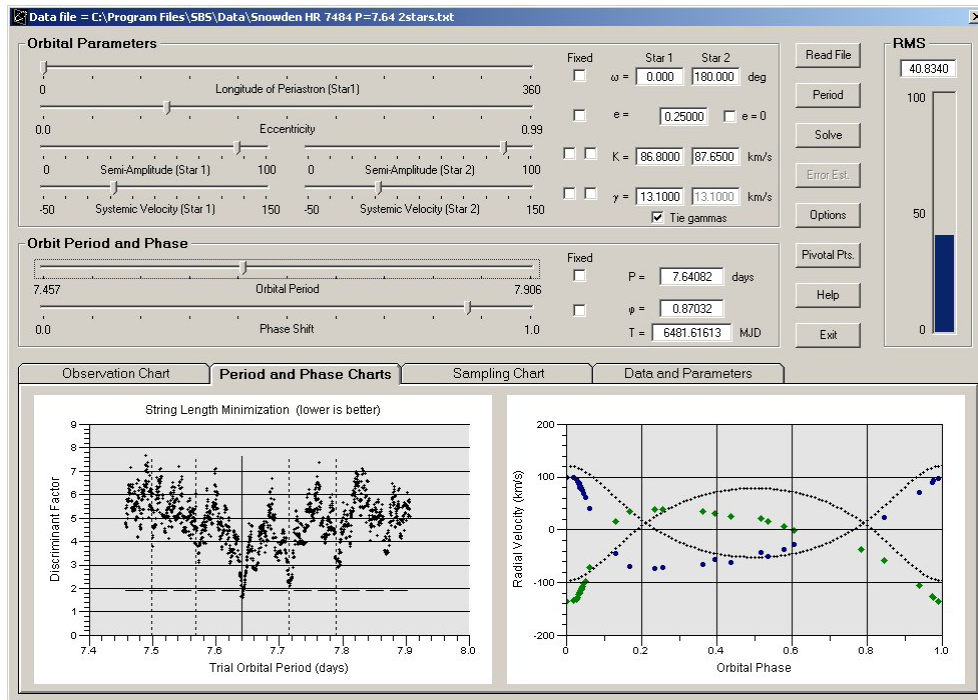 Data file = C:\Program Files\SBS\Data\Snowden HR 7484 P=7.64 2stars.txt
Orbital Parameters
0 360
Longitude of Periastron (Star1)
0.0 0.99
Eccentricity
0 100 0 100
Semi-Amplitude (Star 1) Semi-Amplitude (Star 2)
-50 150 -50 150
Systemic Velocity (Star 1) Systemic Velocity (Star 2)
Fixed Star 1 Star 2
ω = 0.000 180.000 deg
e = 0.25000 e = 0
K = 86.8000 87.6500 km/s
γ = 13.1000 13.1000 km/s
Tie gammas
Orbit Period and Phase
7.457 7.906
Orbital Period
0.0 1.0
Phase Shift
Fixed
P = 7.64082 days
φ = 0.87032
T = 6481.61613 MJD
Read File
Period
Solve
Error Est.
Options
Pivotal Pts.
Help
Exit
RMS
40.8340
100
50
0
Observation Chart Period and Phase Charts Sampling Chart Data and Parameters
String Length Minimization (lower is better)
Discriminant Factor
9
8
7
6
5
4
3
2
1
0
7.4 7.5 7.6 7.7 7.8 7.9 8.0
Trial Orbital Period (days)
Radial Velocity (km/s)
200
100
0
-100
-200
0 0.2 0.4 0.6 0.8 1.0
Orbital Phase